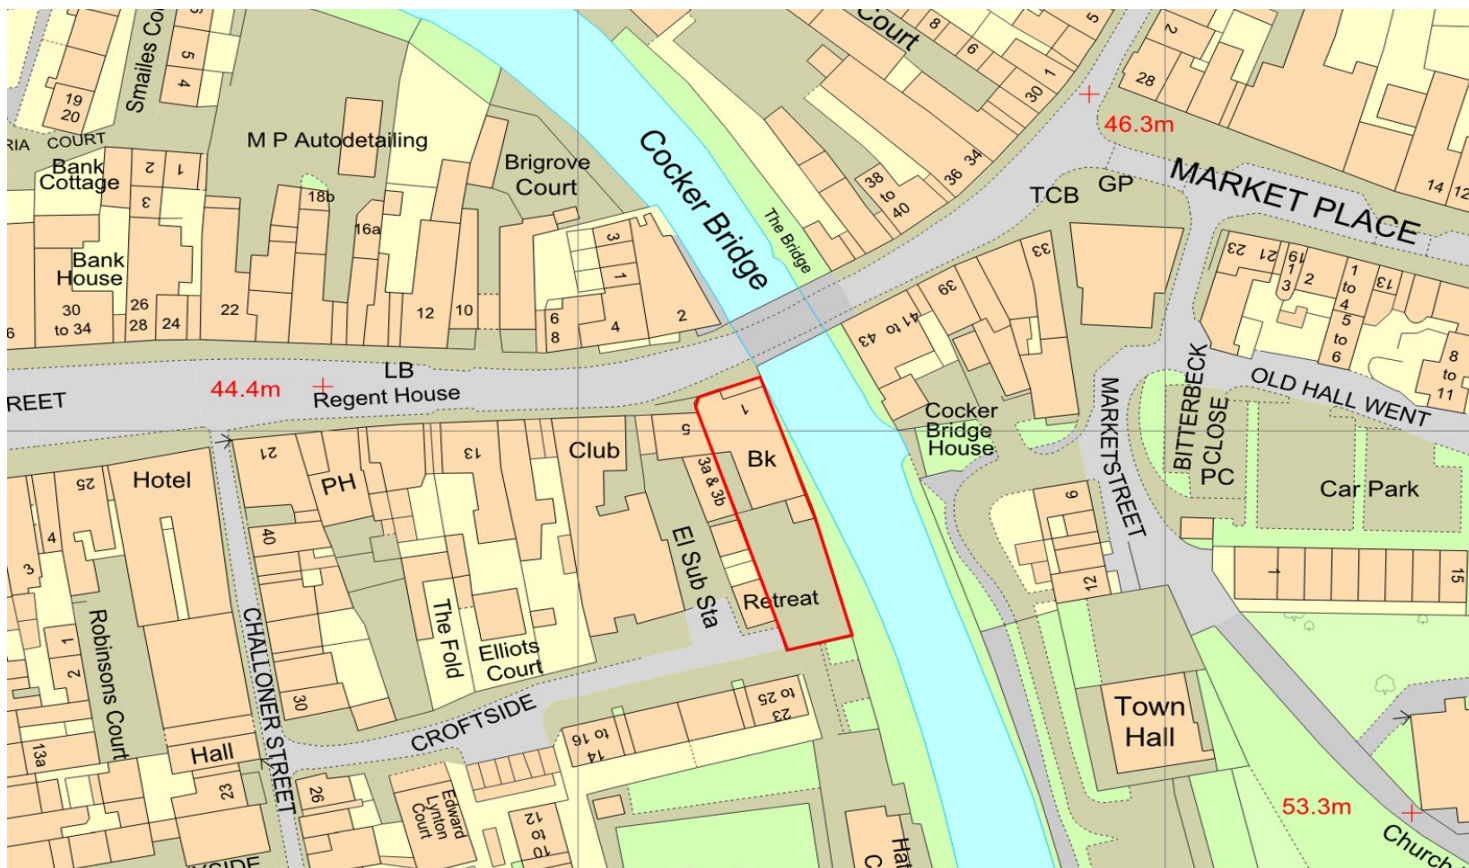 Smailes Co
5
4
19
20
RIA COURT
M P Autodetailing
Bank
Cottage
2
1
3
18b
16a
Brigrove
Court
Bank
House
30
to 34
26
28
24
22
12
10
3
1
6
8
4
2
Cocker Bridge
The Bridge
Court
8
6
1
30
5
2
28
46.3m
36
34
38
to
40
TCB
GP
MARKET PLACE
14
12
33
39
41 to 43
23
21
19
1
3
2
1
to
4
5
to
6
13
8
to
11
OLD HALL WENT
BITTERBECK
CLOSE
PC
Car Park
MARKETSTREET
Cocker
Bridge
House
9
12
1
15
LB
44.4m
Regent House
REET
1
5
Bk
3a & 3b
El Sub Sta
Retreat
Club
13
PH
21
Hotel
25
4
3
1
2
40
30
Robinsons Court
CHALLONER STREET
The Fold
Elliots
Court
CROFTSIDE
14
to 16
23
to 25
13a
Hall
23
26
Edward
Lynton
Court
12
to
10
Hat
C
Town
Hall
53.3m
Church
YSIDE